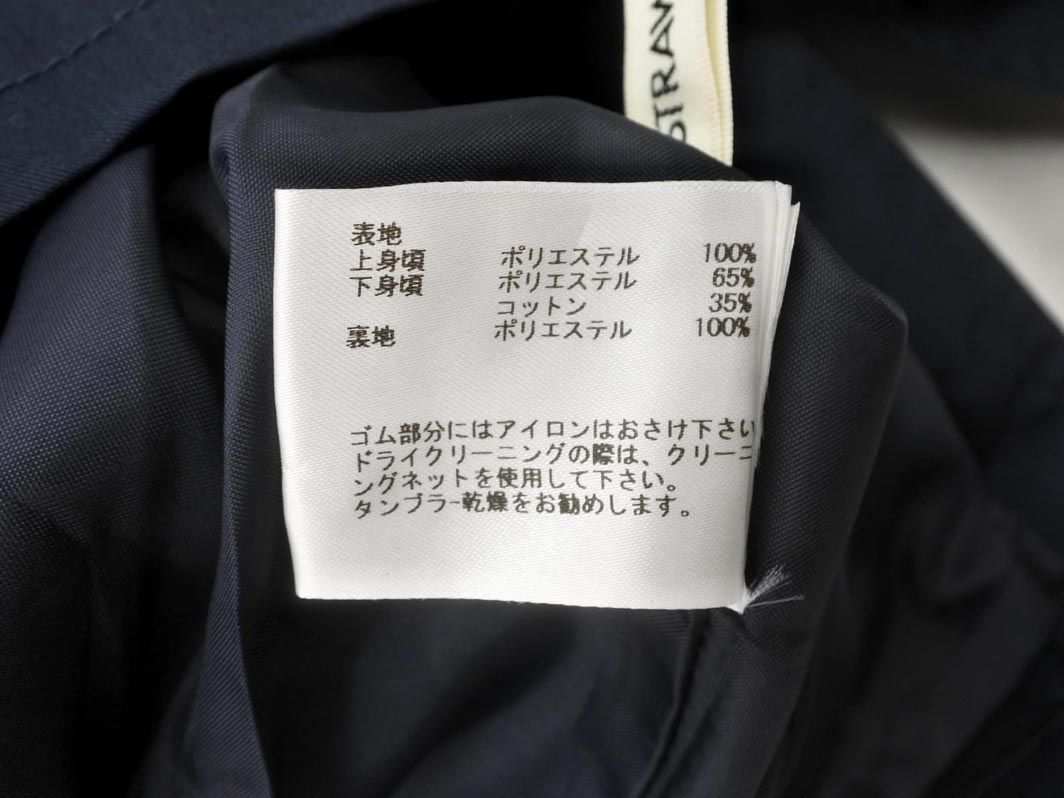 STRAW
表地
上身頃 ポリエステル 100%
下身頃 ポリエステル 65%
コットン 35%
裏地 ポリエステル 100%
ゴム部分にはアイロンはおさけ下さい
ドライクリーニングの際は、クリーニ
ングネットを使用して下さい。
タンブラー乾燥をお勧めします。